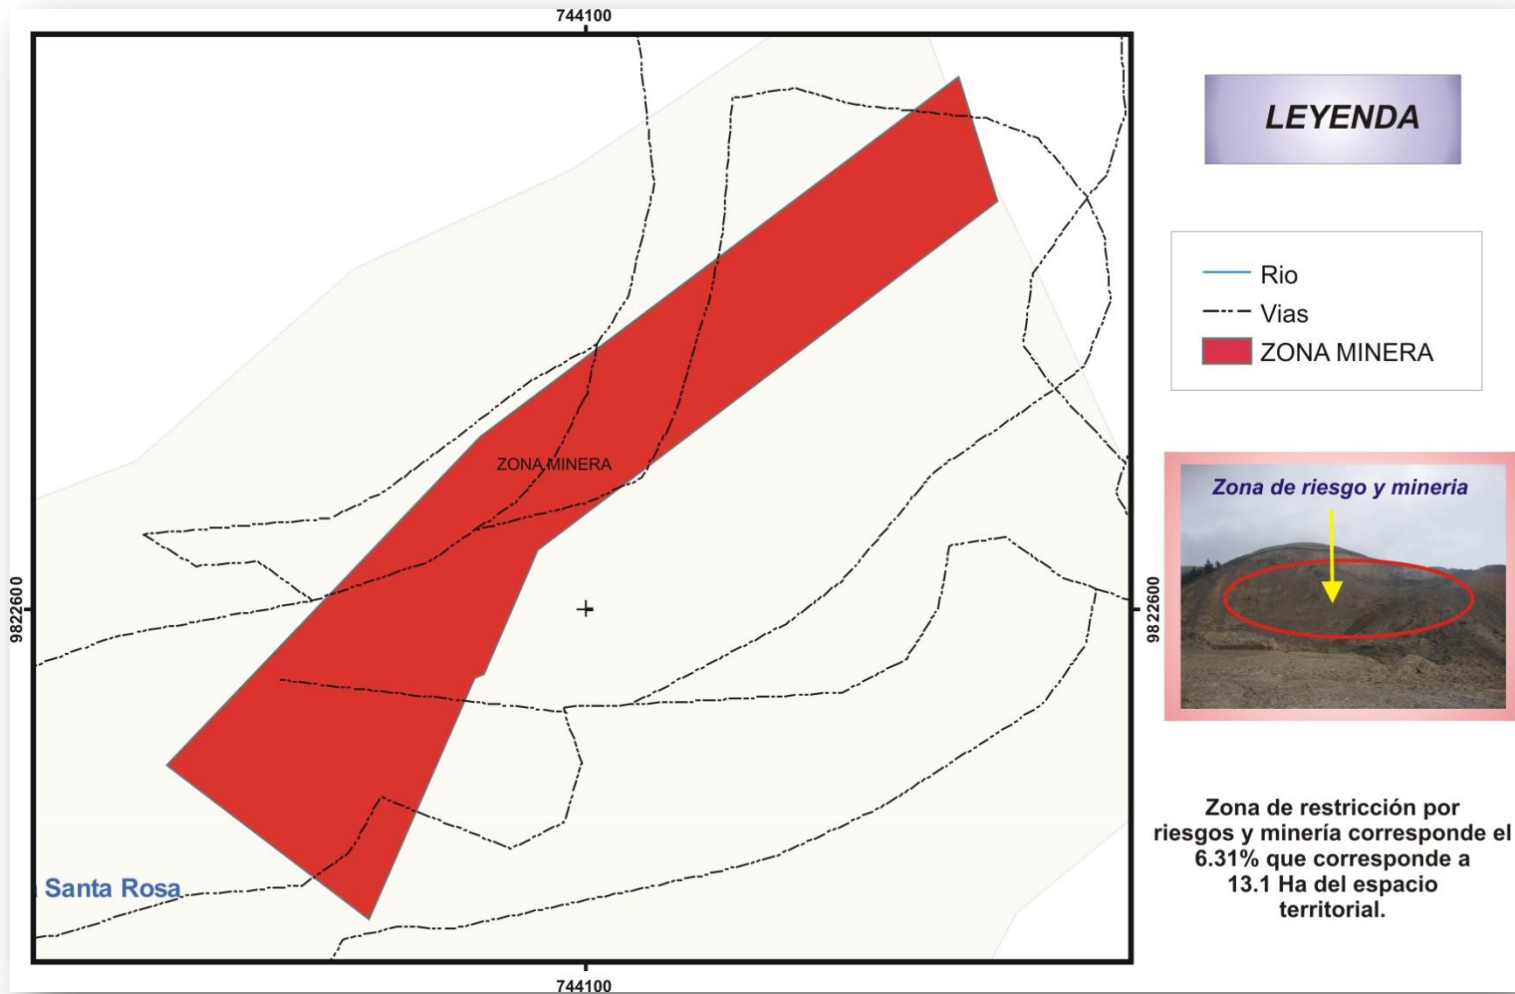 744100
LEYENDA
Rio
Vias
ZONA MINERA
ZONA MINERA
Zona de riesgo y mineria
9822600
9822600
Zona de restricción por
riesgos y minería corresponde el
6.31% que corresponde a
13.1 Ha del espacio
territorial.
Santa Rosa
744100